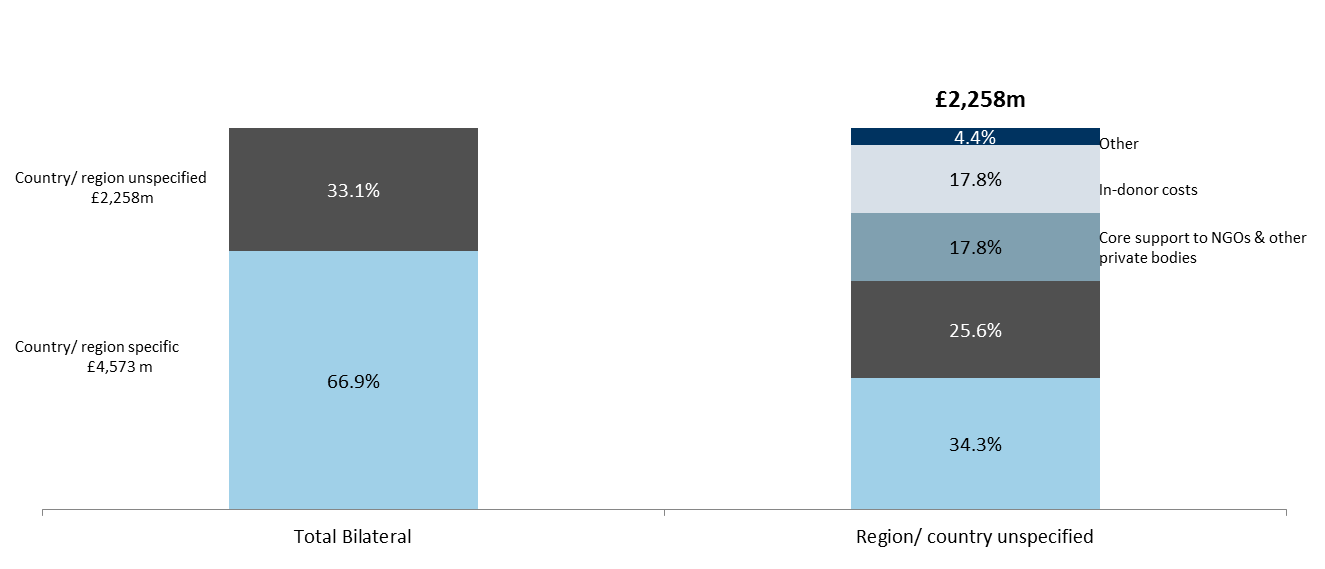 £2,258m
Country/ region unspecified
£2,258m
33.1%
Country/ region specific
£4,573 m
66.9%
4.4%
Other
17.8%
In-donor costs
17.8%
Core support to NGOs & other
private bodies
25.6%
34.3%
Total Bilateral
Region/ country unspecified